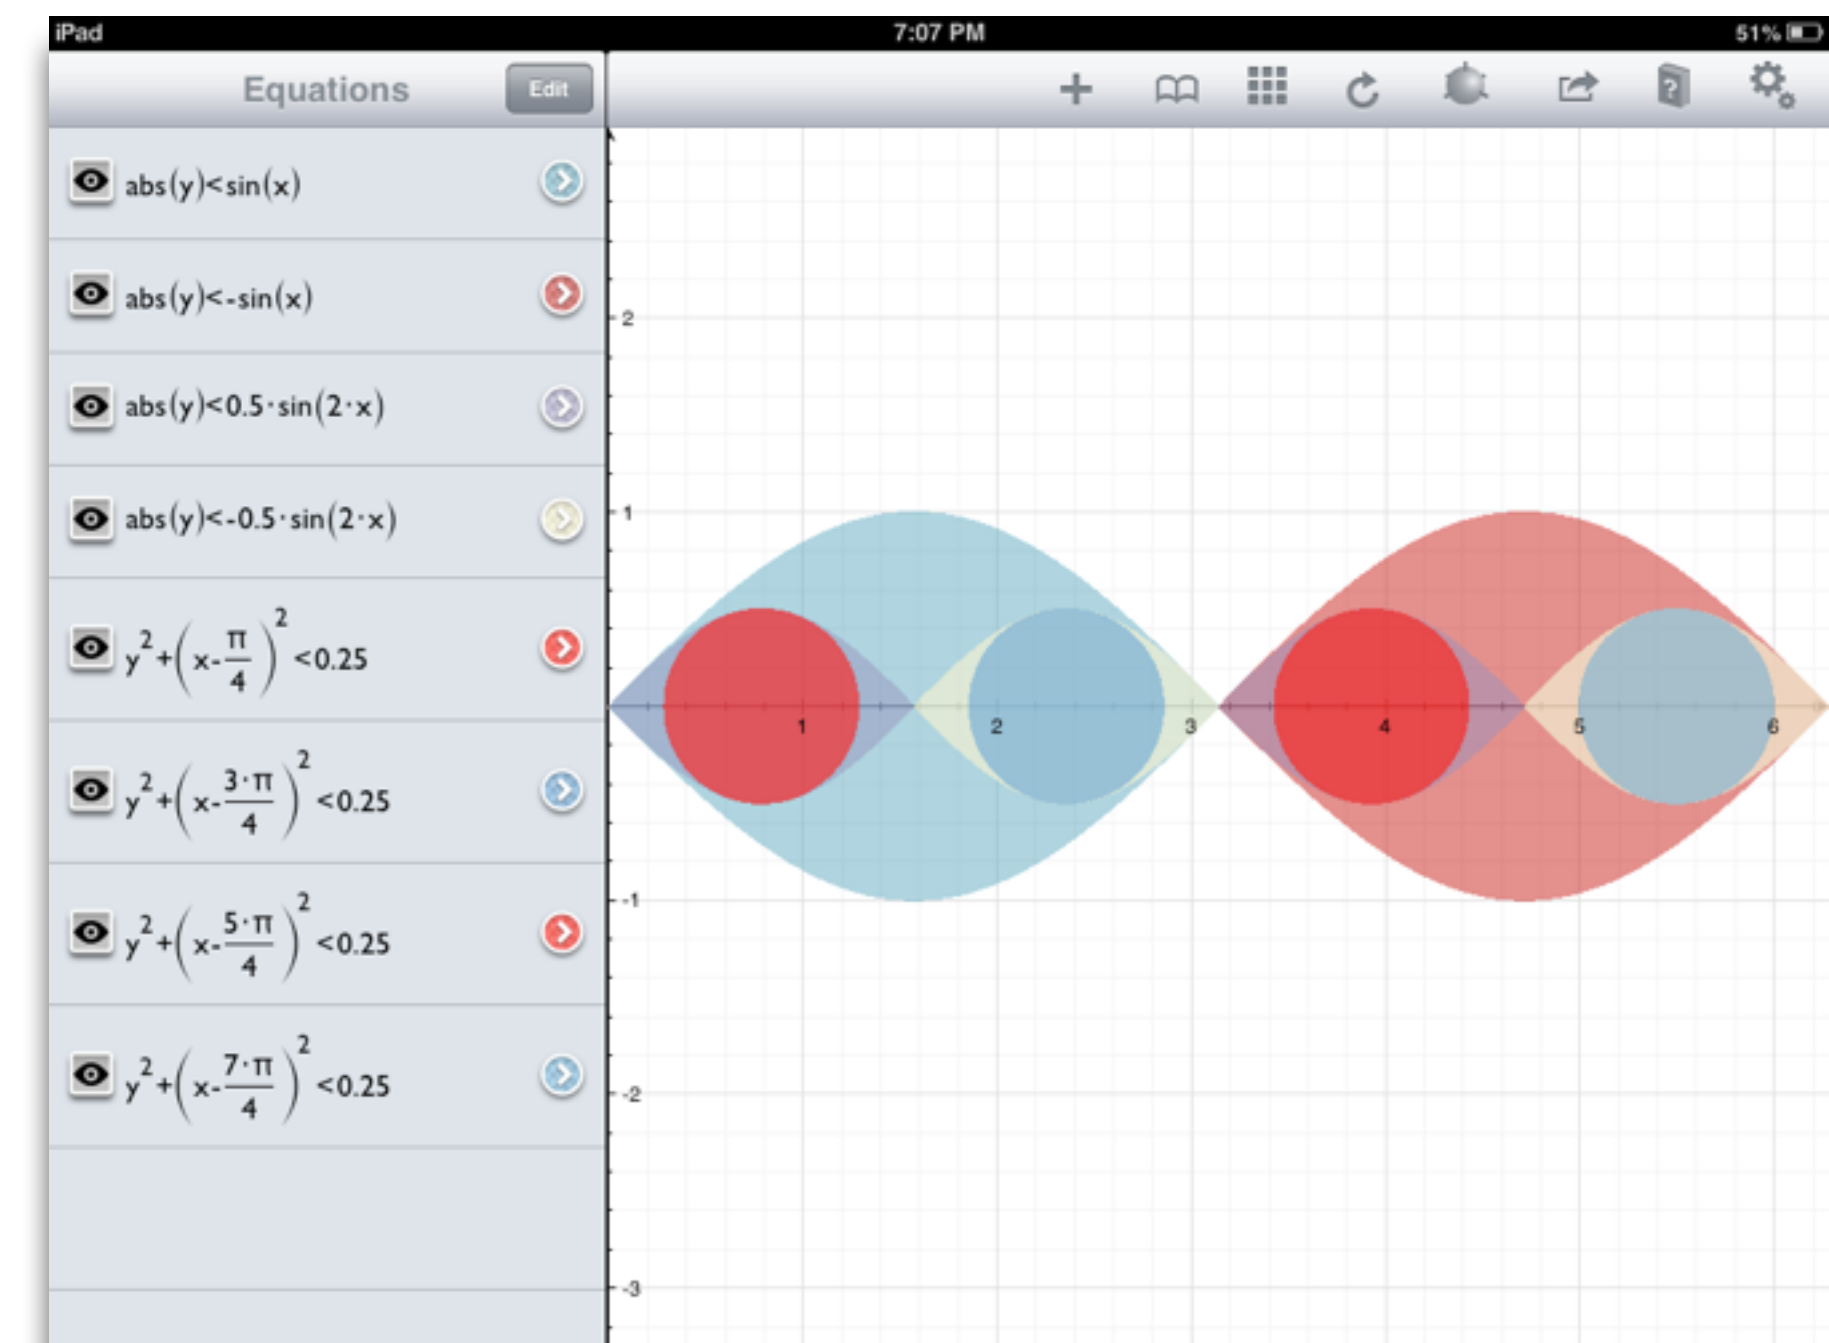 iPad 7:07 PM 51%
Equations Edit
abs(y)<sin(x)
abs(y)<-sin(x)
abs(y)<0.5·sin(2·x)
abs(y)<-0.5·sin(2·x)
y²+(x-π/4)²<0.25
y²+(x-3·π/4)²<0.25
y²+(x-5·π/4)²<0.25
y²+(x-7·π/4)²<0.25
?
2
1
1 2 3 4 5 6
-1
-2
-3